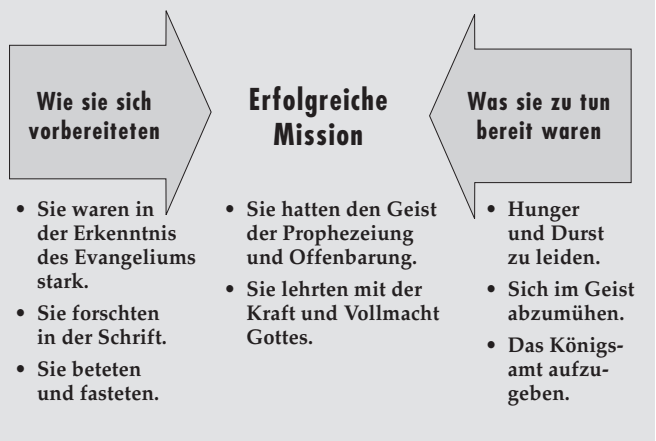 Wie sie sich
vorbereiteten
Erfolgreiche
Mission
Was sie zu tun
bereit waren
• Sie waren in
der Erkenntnis
des Evangeliums
stark.
• Sie forschten
in der Schrift.
• Sie beteten
und fasteten.
• Sie hatten den Geist
der Prophezeiung
und Offenbarung.
• Sie lehrten mit der
Kraft und Vollmacht
Gottes.
• Hunger
und Durst
zu leiden.
• Sich im Geist
abzumühen.
• Das Königs-
amt aufzu-
geben.